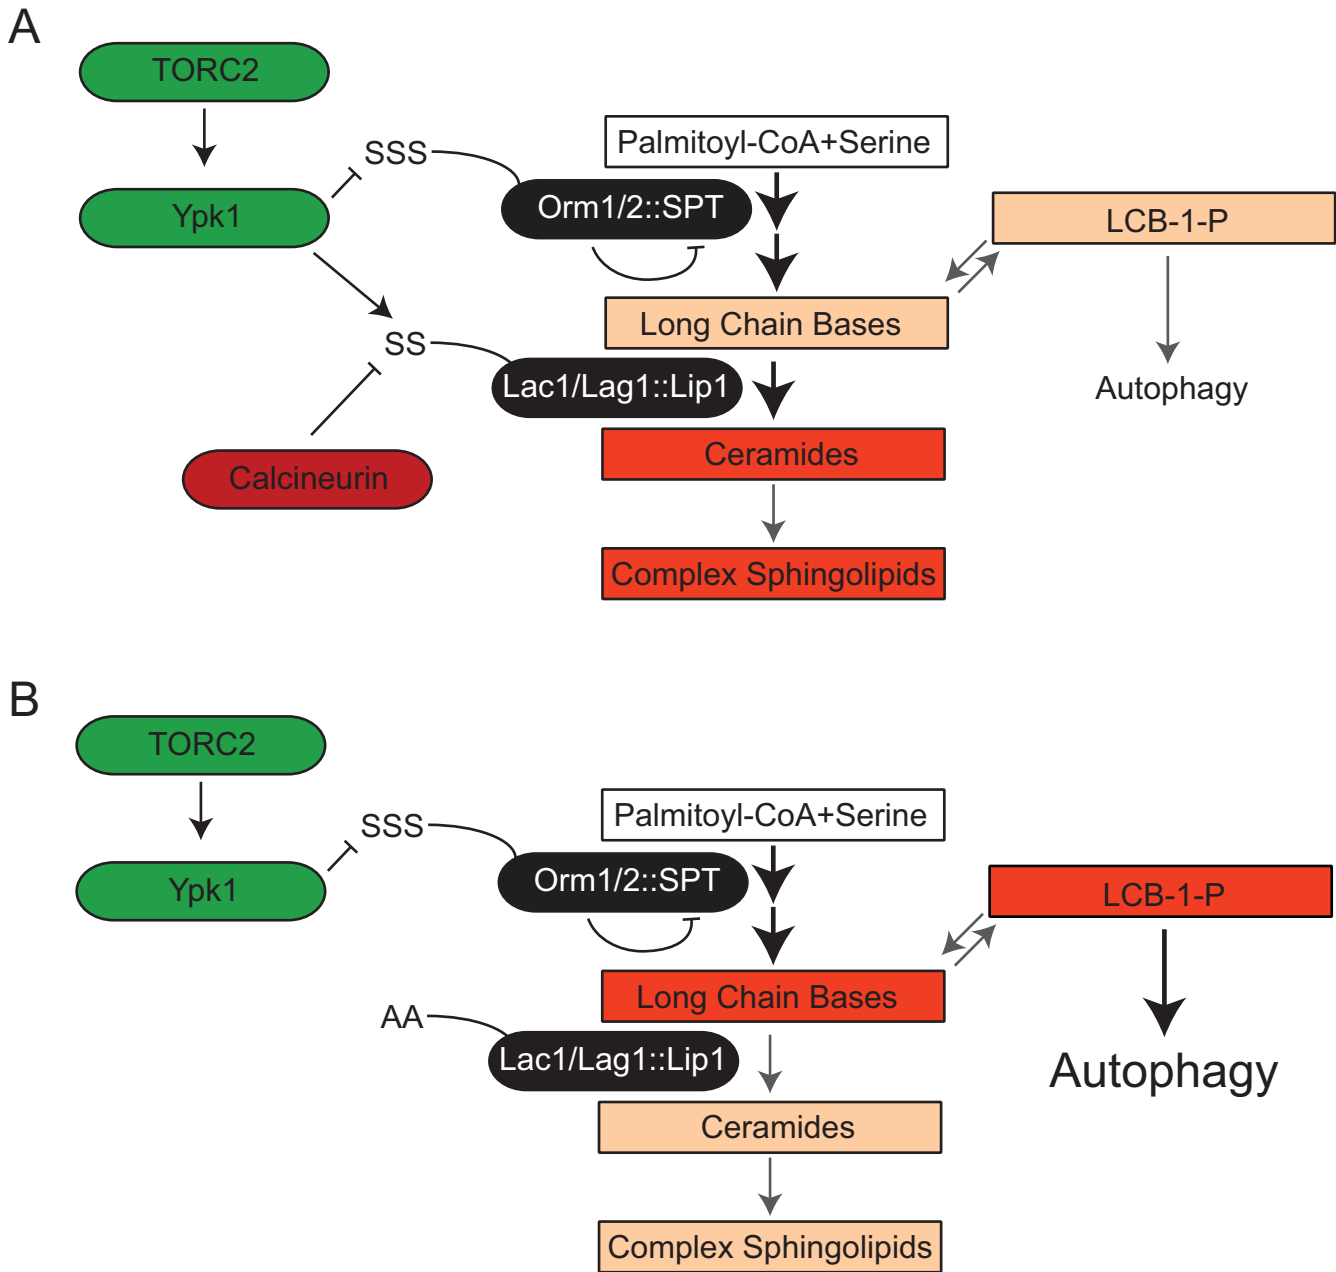 A
TORC2
SSS
Palmitoyl-CoA+Serine
Ypk1
Orm1/2::SPT
LCB-1-P
Long Chain Bases
SS
Lac1/Lag1::Lip1
Autophagy
Ceramides
Calcineurin
Complex Sphingolipids
B
TORC2
SSS
Palmitoyl-CoA+Serine
Ypk1
Orm1/2::SPT
LCB-1-P
Long Chain Bases
AA
Lac1/Lag1::Lip1
Autophagy
Ceramides
Complex Sphingolipids